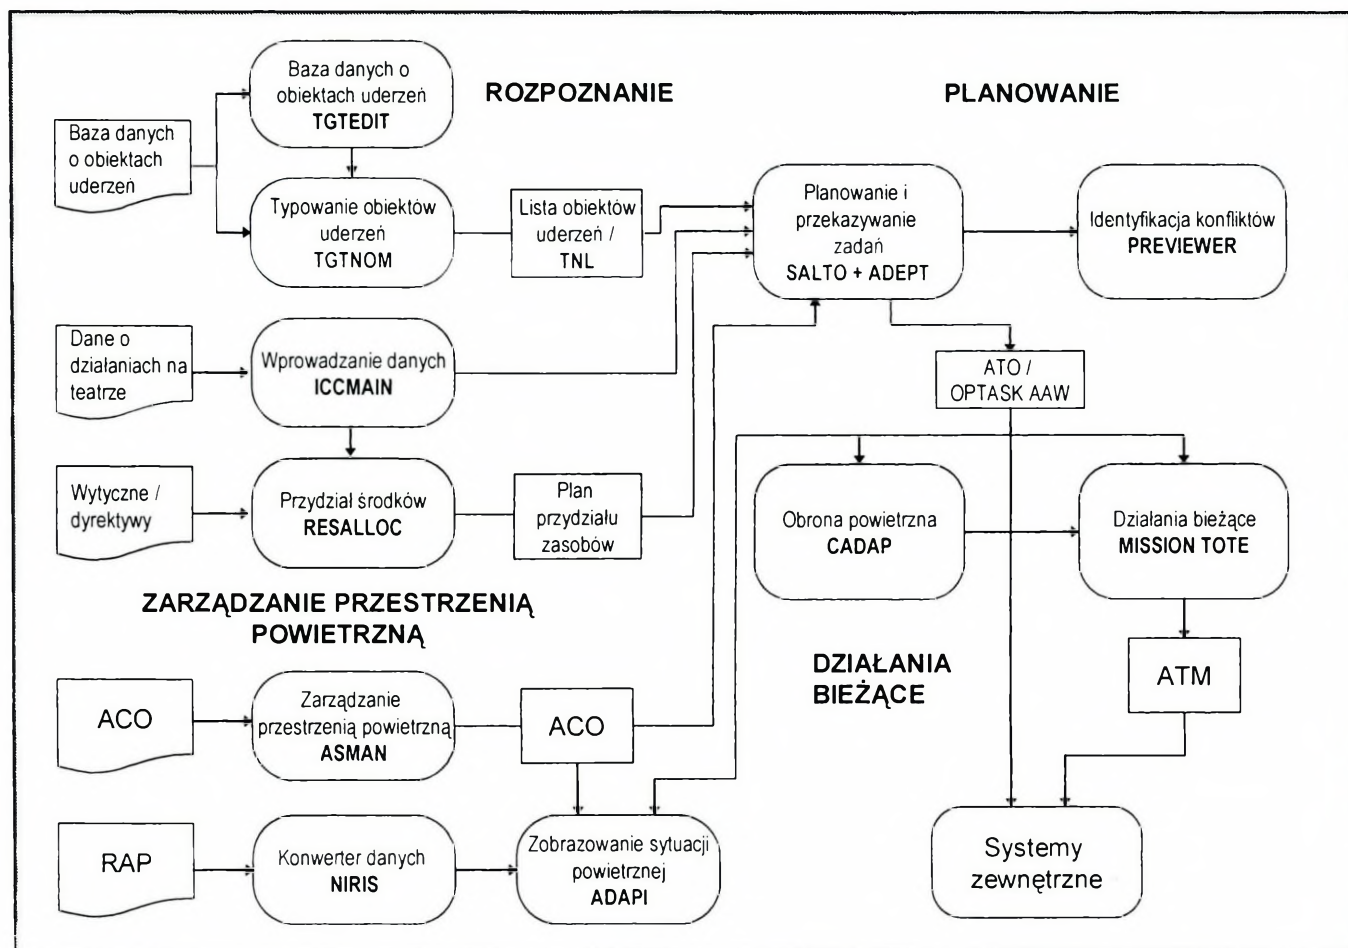 Baza danych o
obiektach uderzeń
TGTEDIT
ROZPOZNANIE
PLANOWANIE
Baza danych
o obiektach
uderzeń
Typowanie obiektów
uderzeń
TGTNOM
Lista obiektów
uderzeń /
TNL
Planowanie i
przekazywanie
zadań
SALTO + ADEPT
Identyfikacja konfliktów
PREVIEWER
Dane o
działaniach na
teatrze
Wprowadzanie danych
ICCMAIN
ATO /
OPTASK AAW
Wytyczne /
dyrektywy
Przydział środków
RESALLOC
Plan
przydziału
zasobów
Obrona powietrzna
CADAP
Działania bieżące
MISSION TOTE
ZARZĄDZANIE PRZESTRZENIĄ
POWIETRZNĄ
DZIAŁANIA
BIEŻĄCE
ATM
ACO
Zarządzanie
przestrzenią powietrzną
ASMAN
ACO
RAP
Konwerter danych
NIRIS
Zobrazowanie sytuacji
powietrznej
ADAPI
Systemy
zewnętrzne